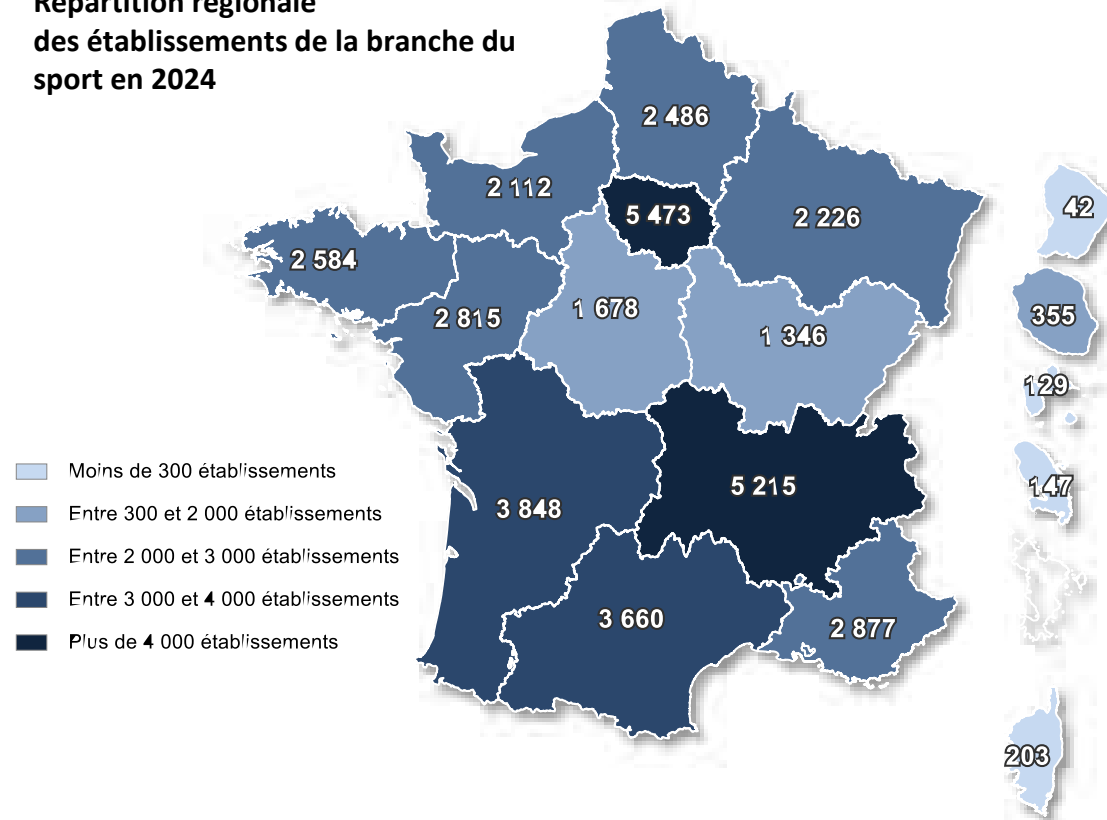 Répartition régionale
des établissements de la branche du
sport en 2024
2 486
2 112
5 473
2 226
42
2 584
2 815
1 678
1 346
355
129
147
3 848
5 215
3 660
2 877
203
Moins de 300 établissements
Entre 300 et 2 000 établissements
Entre 2 000 et 3 000 établissements
Entre 3 000 et 4 000 établissements
Plus de 4 000 établissements